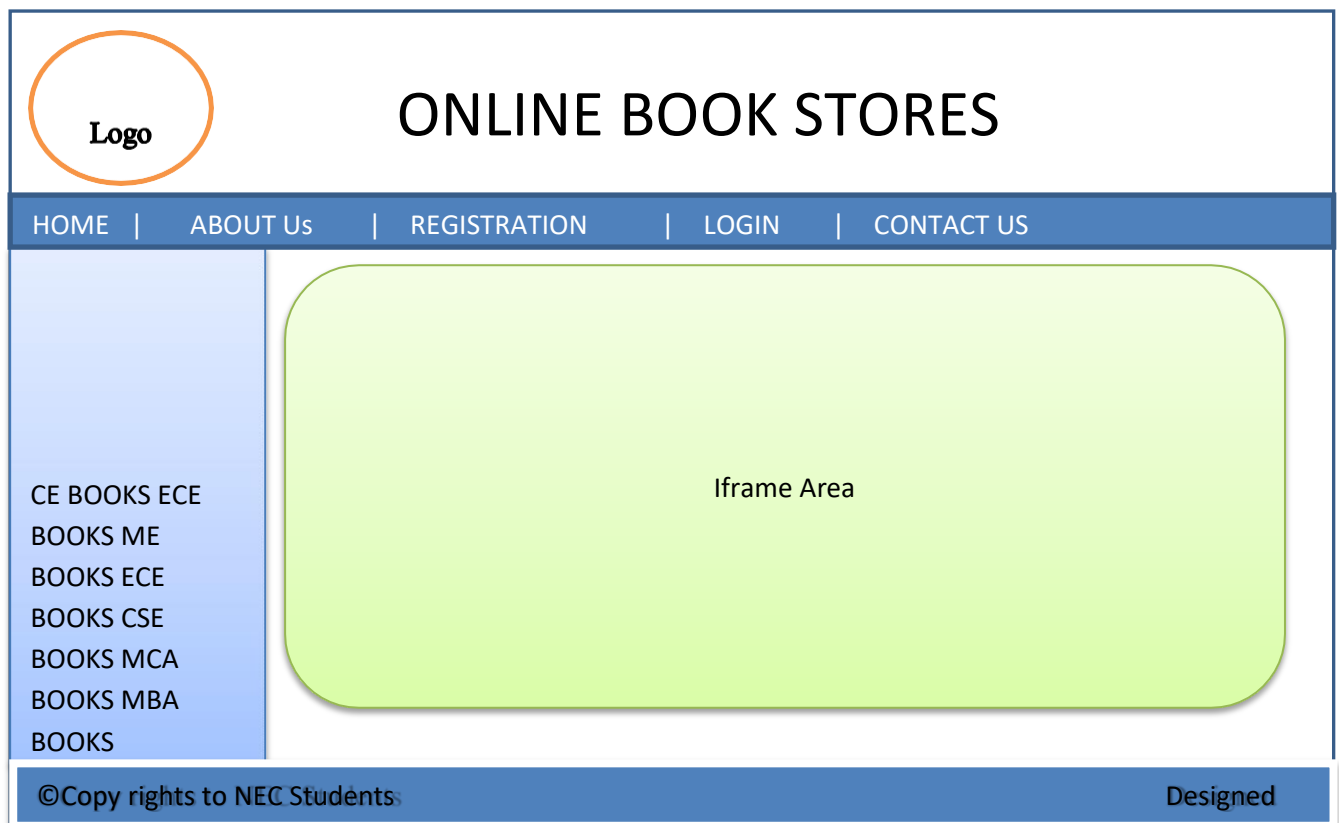 Logo
ONLINE BOOK STORES
HOME | ABOUT Us | REGISTRATION | LOGIN | CONTACT US
CE BOOKS ECE
BOOKS ME
BOOKS ECE
BOOKS CSE
BOOKS MCA
BOOKS MBA
BOOKS
Iframe Area
©Copy rights to NEC Students Designed